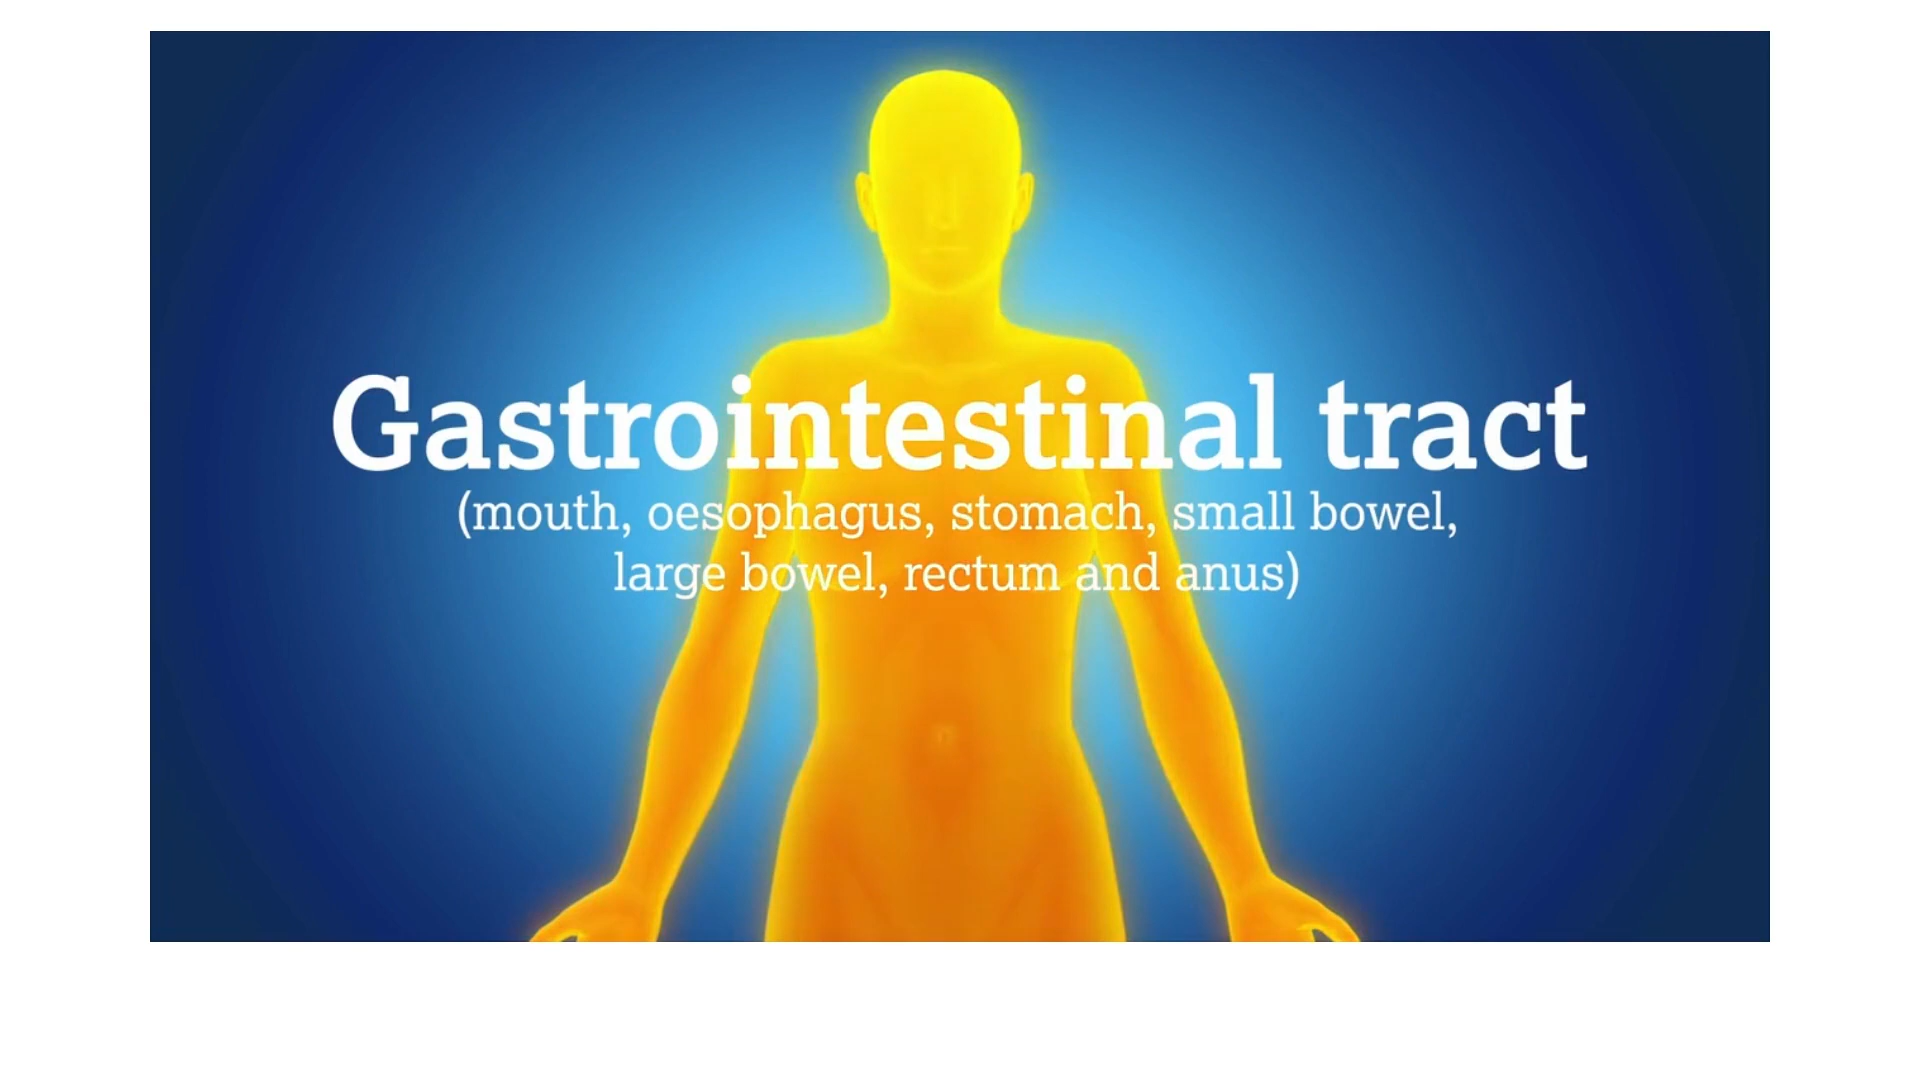 Gastrointestinal tract
(mouth, oesophagus, stomach, small bowel,
large bowel, rectum and anus)